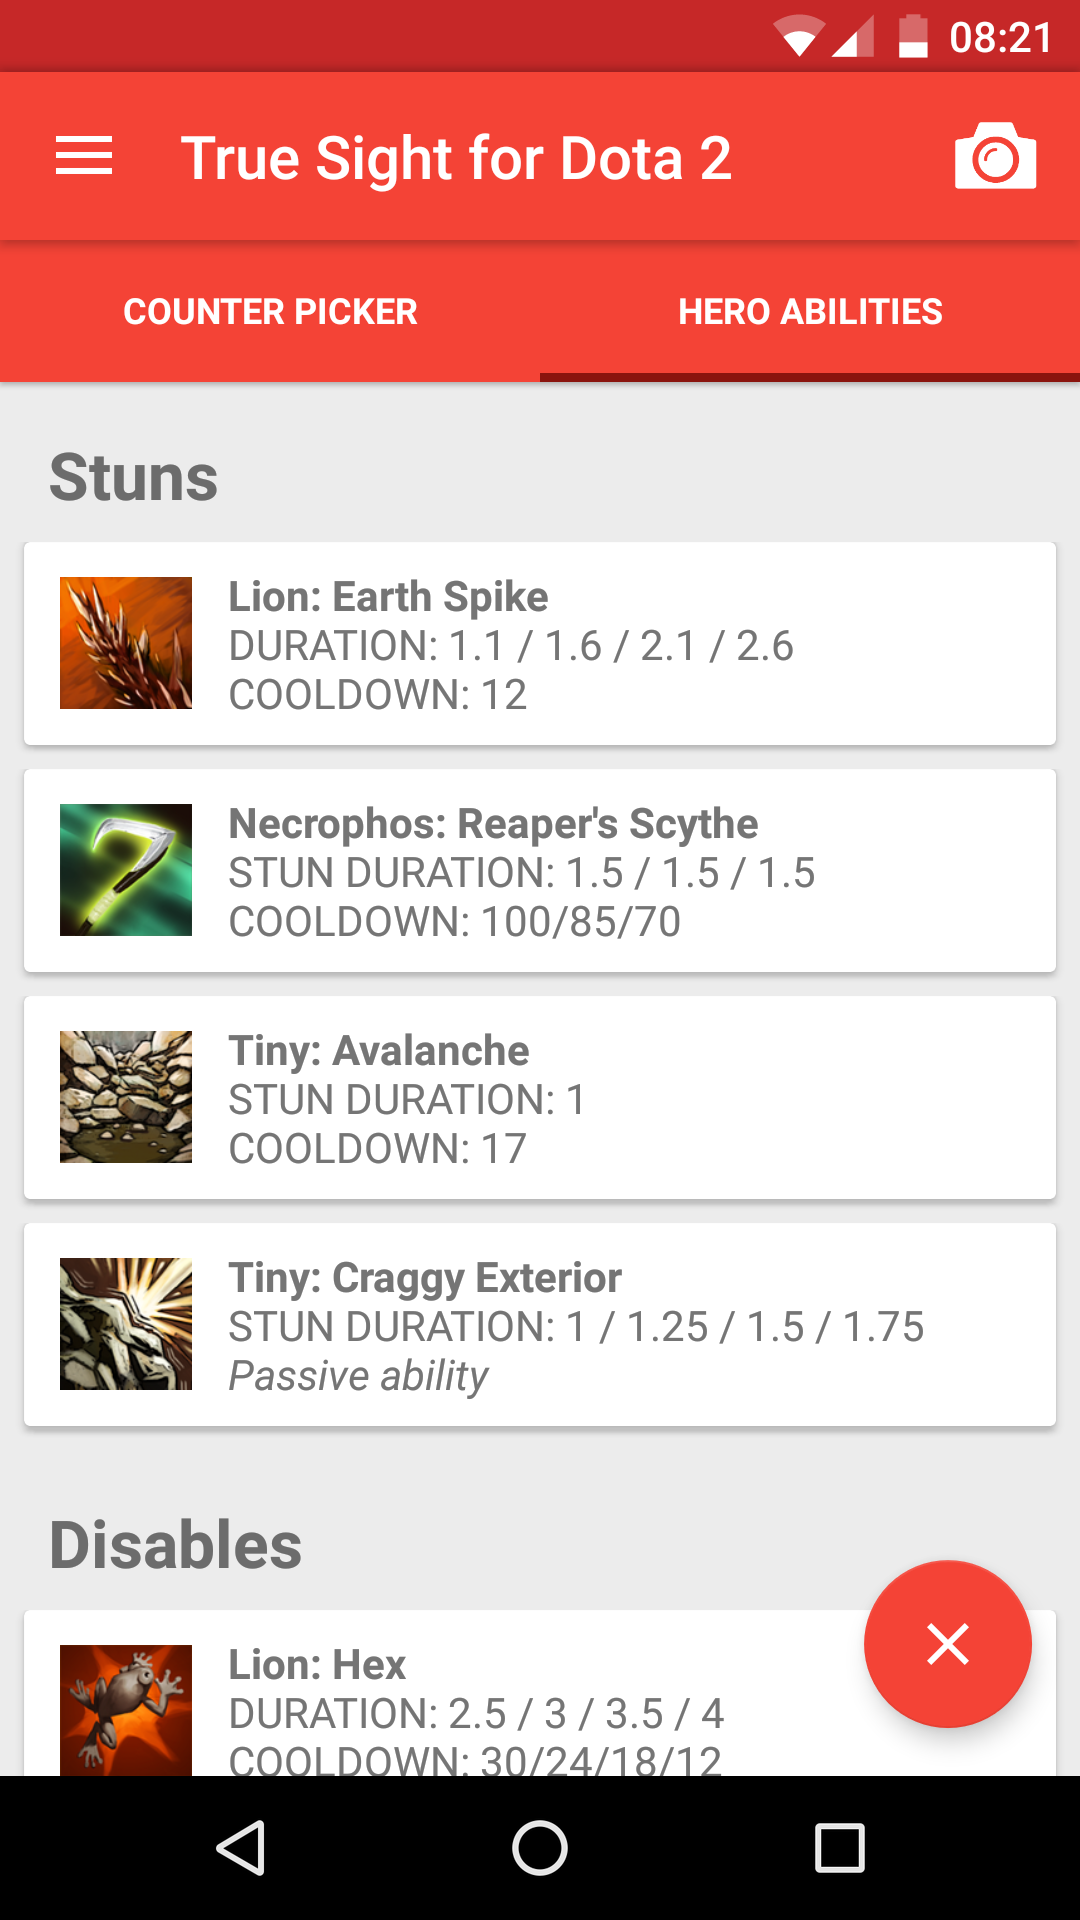 08:21
True Sight for Dota 2
COUNTER PICKER
HERO ABILITIES
Stuns
Lion: Earth Spike
DURATION: 1.1 / 1.6 / 2.1 / 2.6
COOLDOWN: 12
Necrophos: Reaper's Scythe
STUN DURATION: 1.5 / 1.5 / 1.5
COOLDOWN: 100/85/70
Tiny: Avalanche
STUN DURATION: 1
COOLDOWN: 17
Tiny: Craggy Exterior
STUN DURATION: 1 / 1.25 / 1.5 / 1.75
Passive ability
Disables
Lion: Hex
DURATION: 2.5 / 3 / 3.5 / 4
COOLDOWN: 30/24/18/12